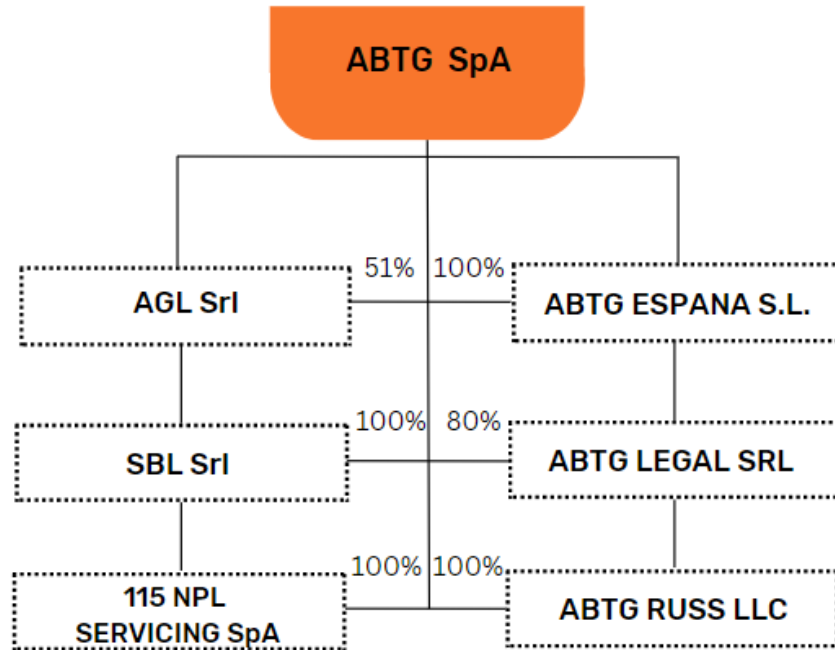 ABTG SpA
51% 100%
AGL Srl
ABTG ESPANA S.L.
100% 80%
SBL Srl
ABTG LEGAL SRL
100% 100%
115 NPL
SERVICING SpA
ABTG RUSS LLC